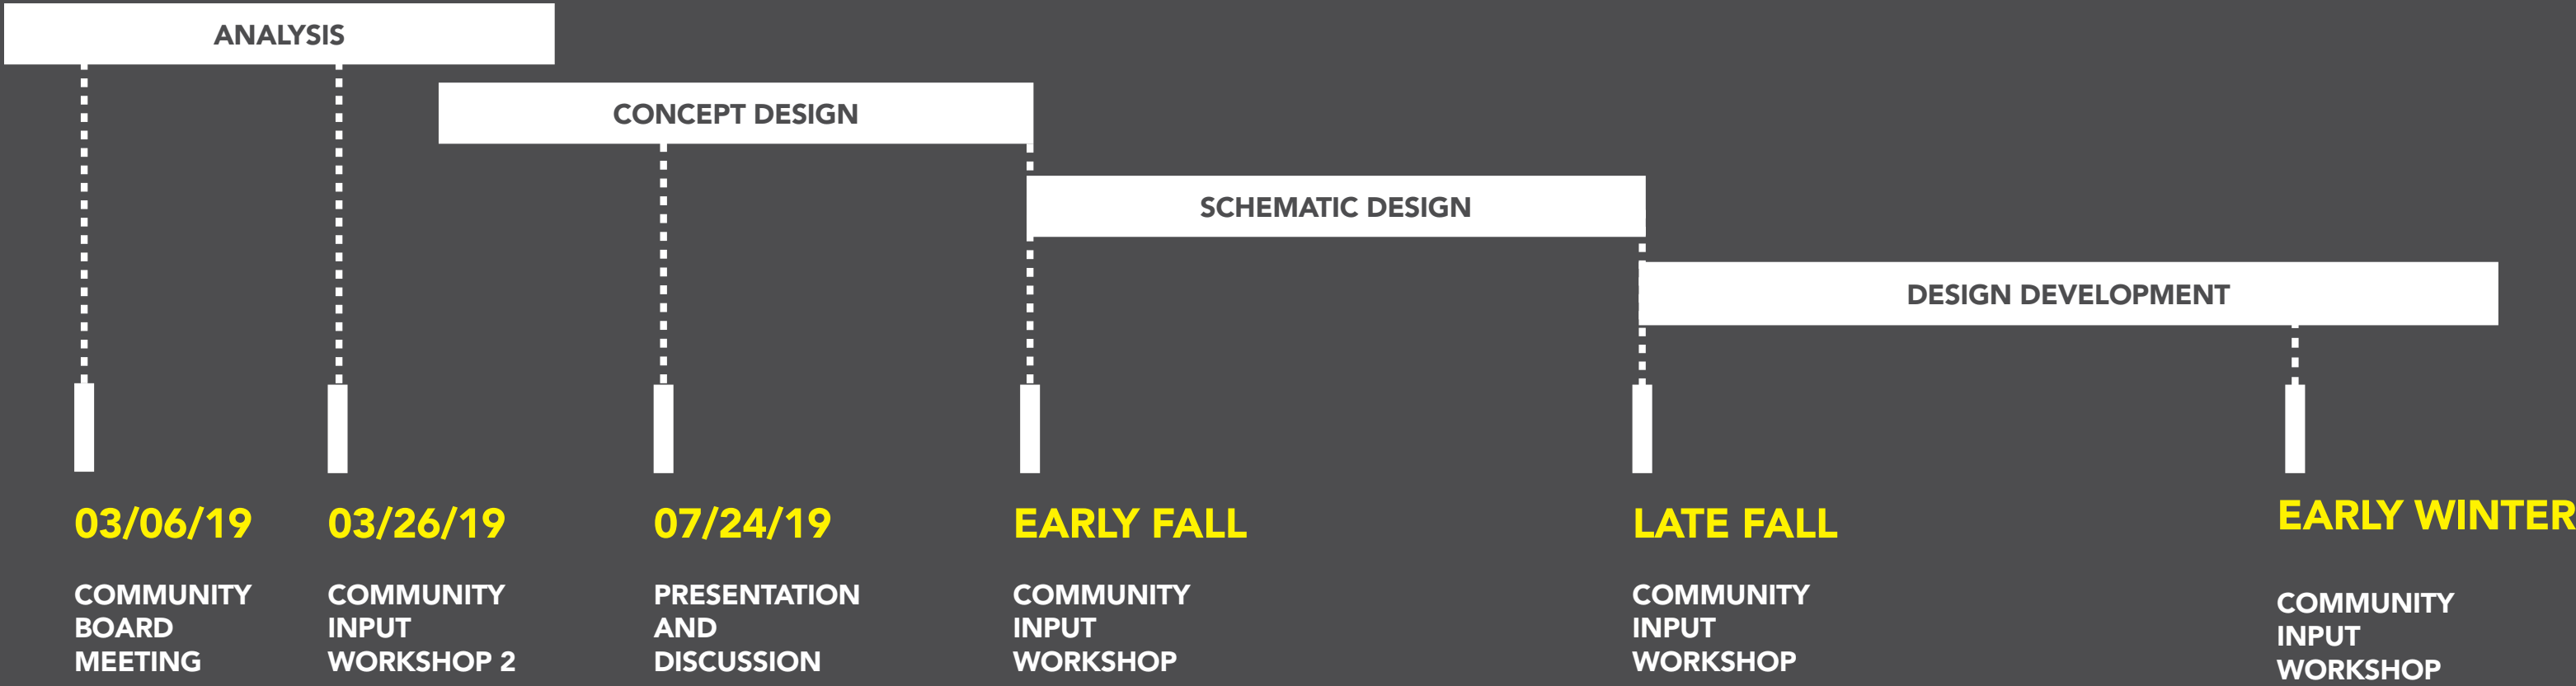 ANALYSIS
CONCEPT DESIGN
SCHEMATIC DESIGN
DESIGN DEVELOPMENT
03/06/19
COMMUNITY
BOARD
MEETING
03/26/19
COMMUNITY
INPUT
WORKSHOP 2
07/24/19
PRESENTATION
AND
DISCUSSION
EARLY FALL
COMMUNITY
INPUT
WORKSHOP
LATE FALL
COMMUNITY
INPUT
WORKSHOP
EARLY WINTER
COMMUNITY
INPUT
WORKSHOP